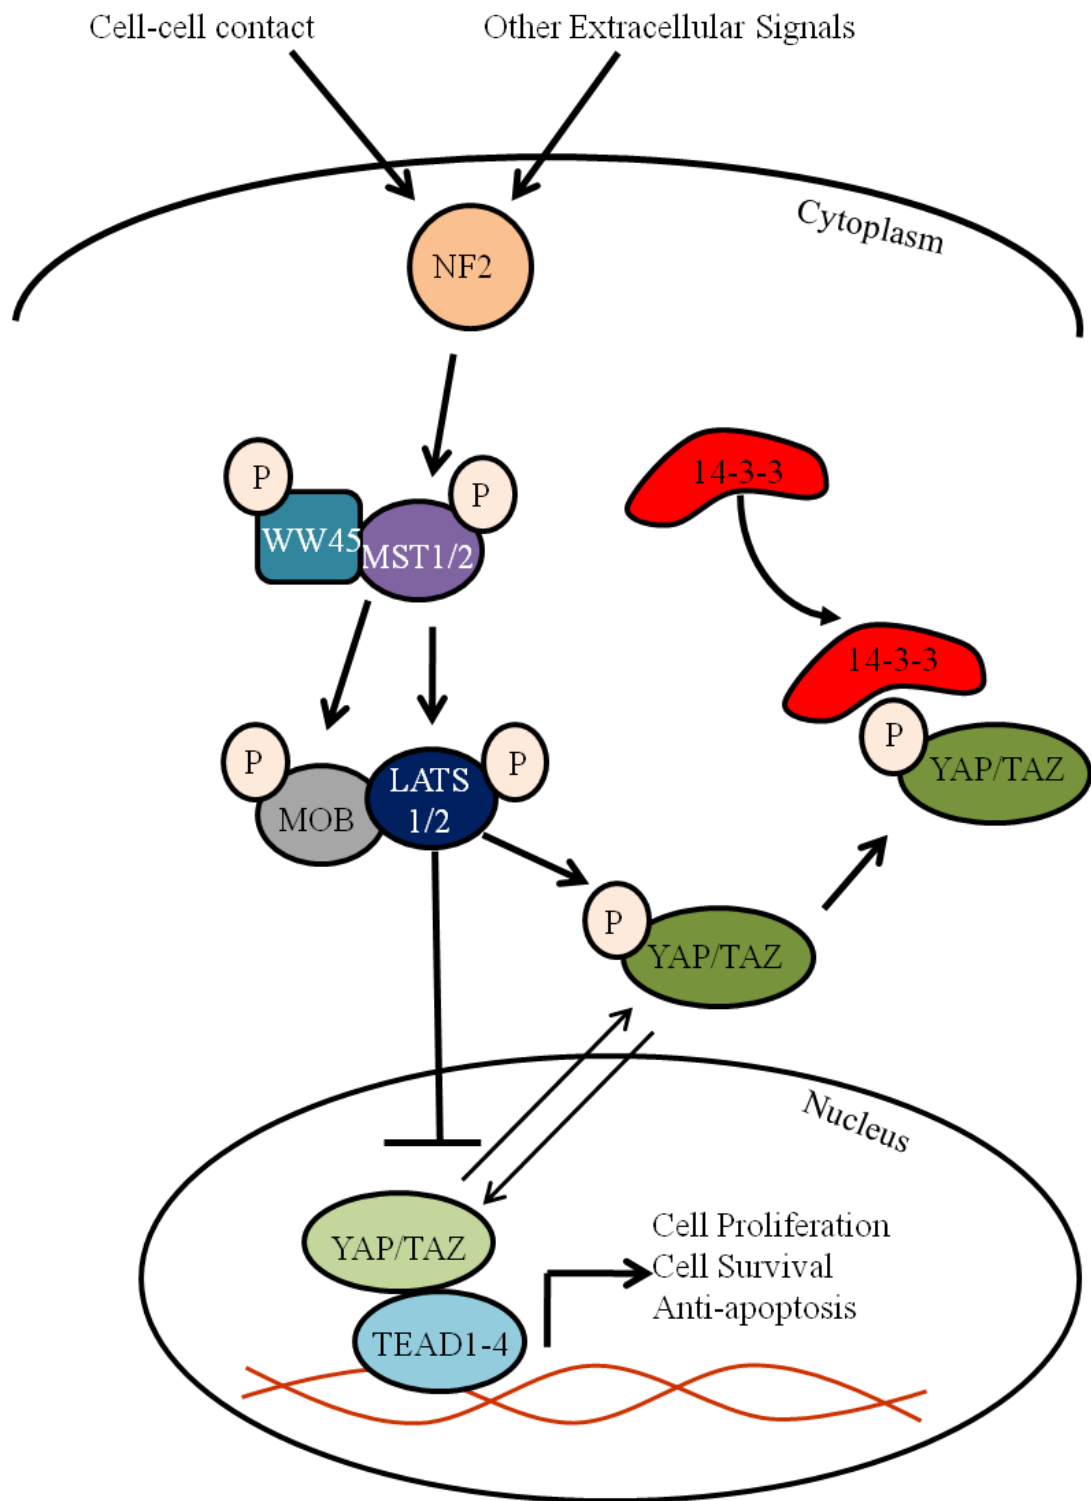 Cell-cell contact
Other Extracellular Signals
Cytoplasm
NF2
P
P
WW45
MST1/2
14-3-3
14-3-3
P
YAP/TAZ
P
P
MOB
LATS
1/2
P
YAP/TAZ
Nucleus
YAP/TAZ
TEAD1-4
Cell Proliferation
Cell Survival
Anti-apoptosis